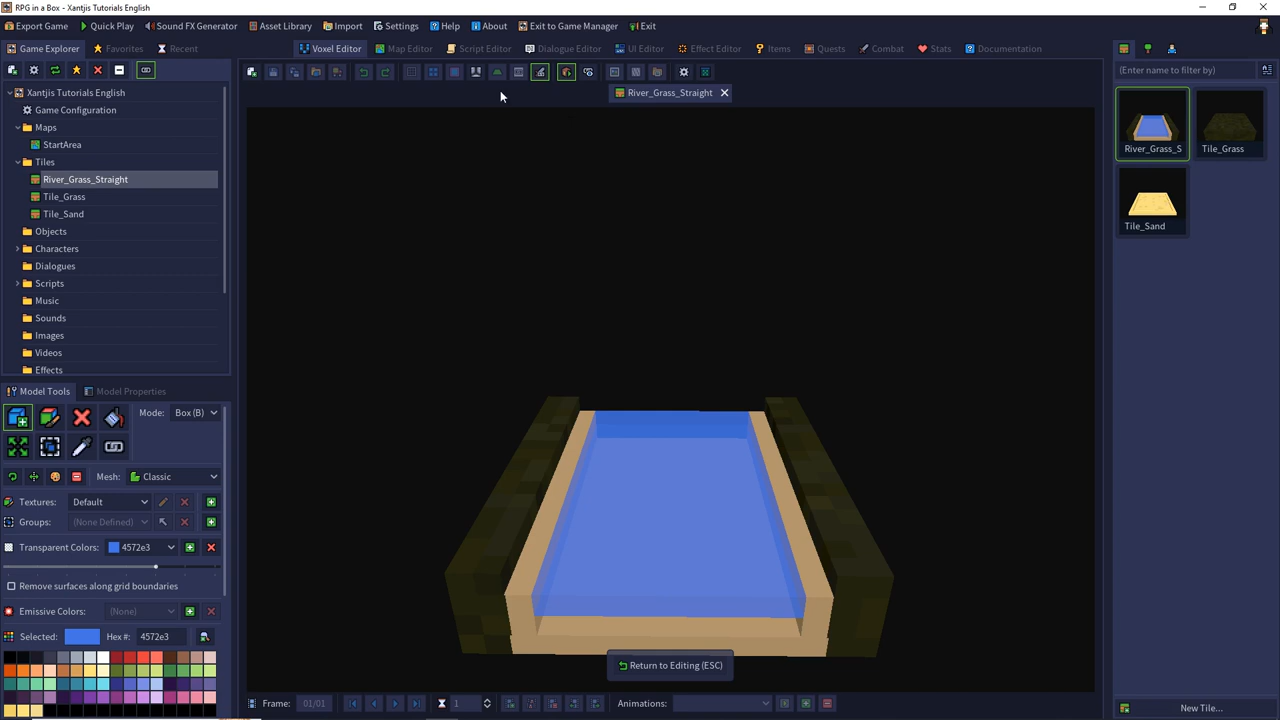 RPG in a Box - Xantjis Tutorials English
Export Game Quick Play Sound FX Generator Asset Library Import Settings Help About Exit to Game Manager Exit
Game Explorer Favorites Recent Voxel Editor Map Editor Script Editor Dialogue Editor UI Editor Effect Editor Items Quests Combat Stats Documentation
(Enter name to filter by)
River_Grass_Straight
Xantjis Tutorials English
Game Configuration
Maps
StartArea
Tiles
River_Grass_Straight
Tile_Grass
Tile_Sand
Objects
Characters
Dialogues
Scripts
Music
Sounds
Images
Videos
Effects
River_Grass_S Tile_Grass
Tile_Sand
Model Tools Model Properties
Mode: Box (B)
Mesh: Classic
Textures: Default
Groups: (None Defined)
Transparent Colors: 4572e3
Remove surfaces along grid boundaries
Emissive Colors: (None)
Selected: Hex #: 4572e3
Return to Editing (ESC)
Frame: 01/01 1 Animations:
New Tile...